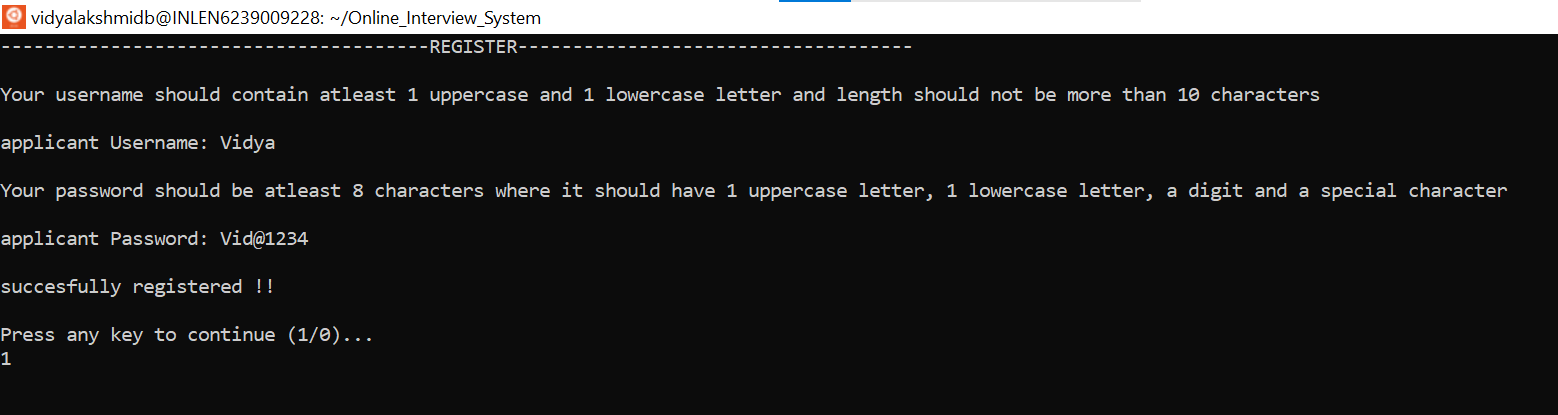 vidyalakshmidb@INLEN6239009228: ~/Online_Interview_System
---------------------------------------REGISTER------------------------------------
Your username should contain atleast 1 uppercase and 1 lowercase letter and length should not be more than 10 characters
applicant Username: Vidya
Your password should be atleast 8 characters where it should have 1 uppercase letter, 1 lowercase letter, a digit and a special character
applicant Password: Vid@1234
succesfully registered !!
Press any key to continue (1/0)...
1